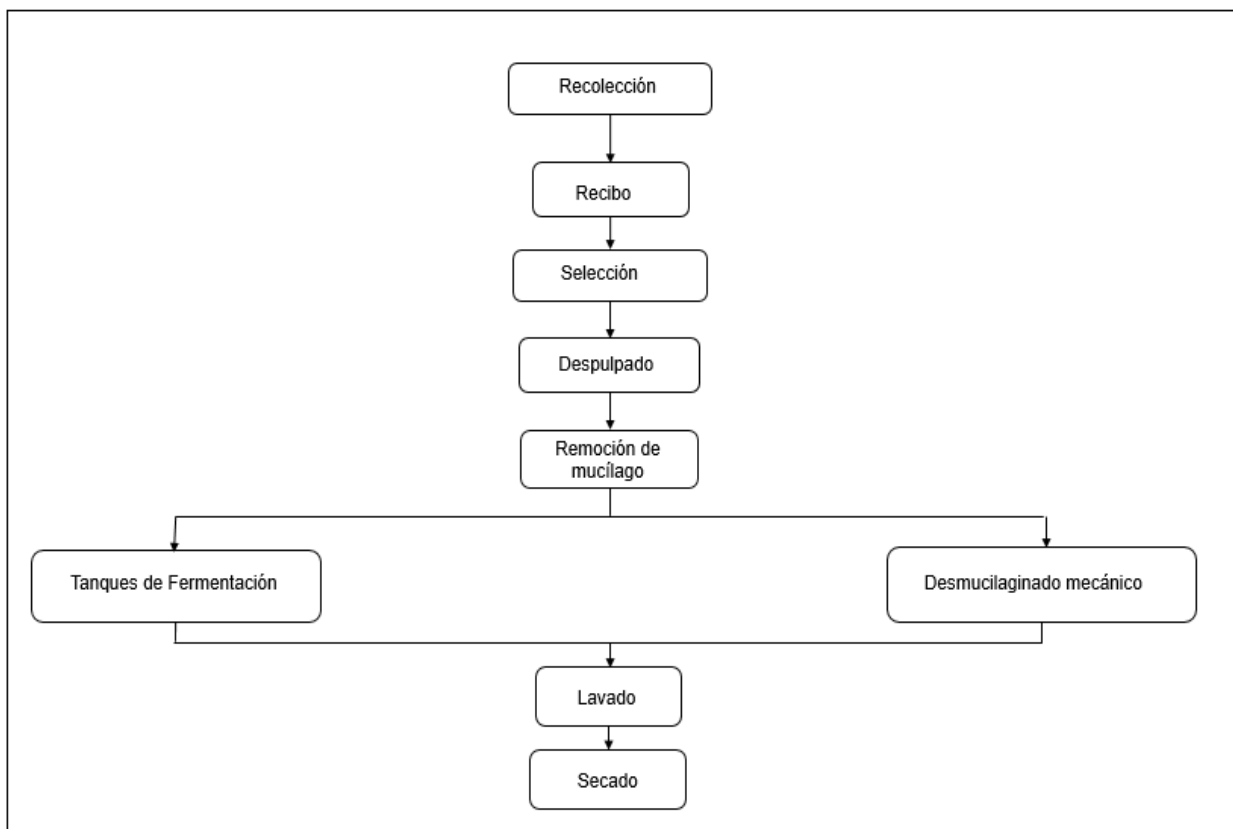 Recolección
Recibo
Selección
Despulpado
Remoción de
mucílago
Tanques de Fermentación
Desmucilaginado mecánico
Lavado
Secado